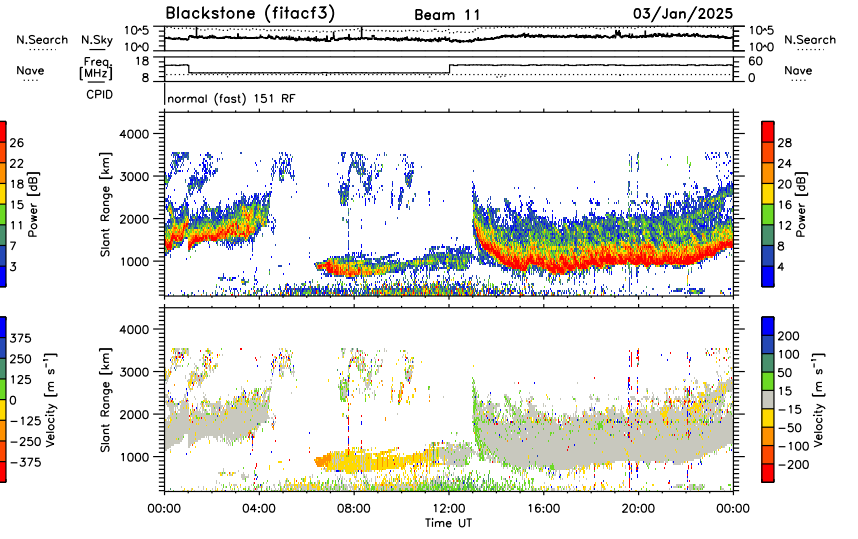 Blackstone (fitacf3) Beam 11 03/Jan/2025
N.Search N.Sky 10^5 10^0 10^5 10^0 N.Search
Nave Freq. [MHz] 18 8 60 0 Nave
CPID normal (fast) 151 RF
26 22 18 15 11 7 3 Power [dB]
Slant Range [km] 4000 3000 2000 1000
28 24 20 16 12 8 4 Power [dB]
375 250 125 0 −125 −250 −375 Velocity [m s⁻¹]
Slant Range [km] 4000 3000 2000 1000
200 100 50 15 −15 −50 −100 −200 Velocity [m s⁻¹]
00:00 04:00 08:00 12:00 16:00 20:00 00:00
Time UT